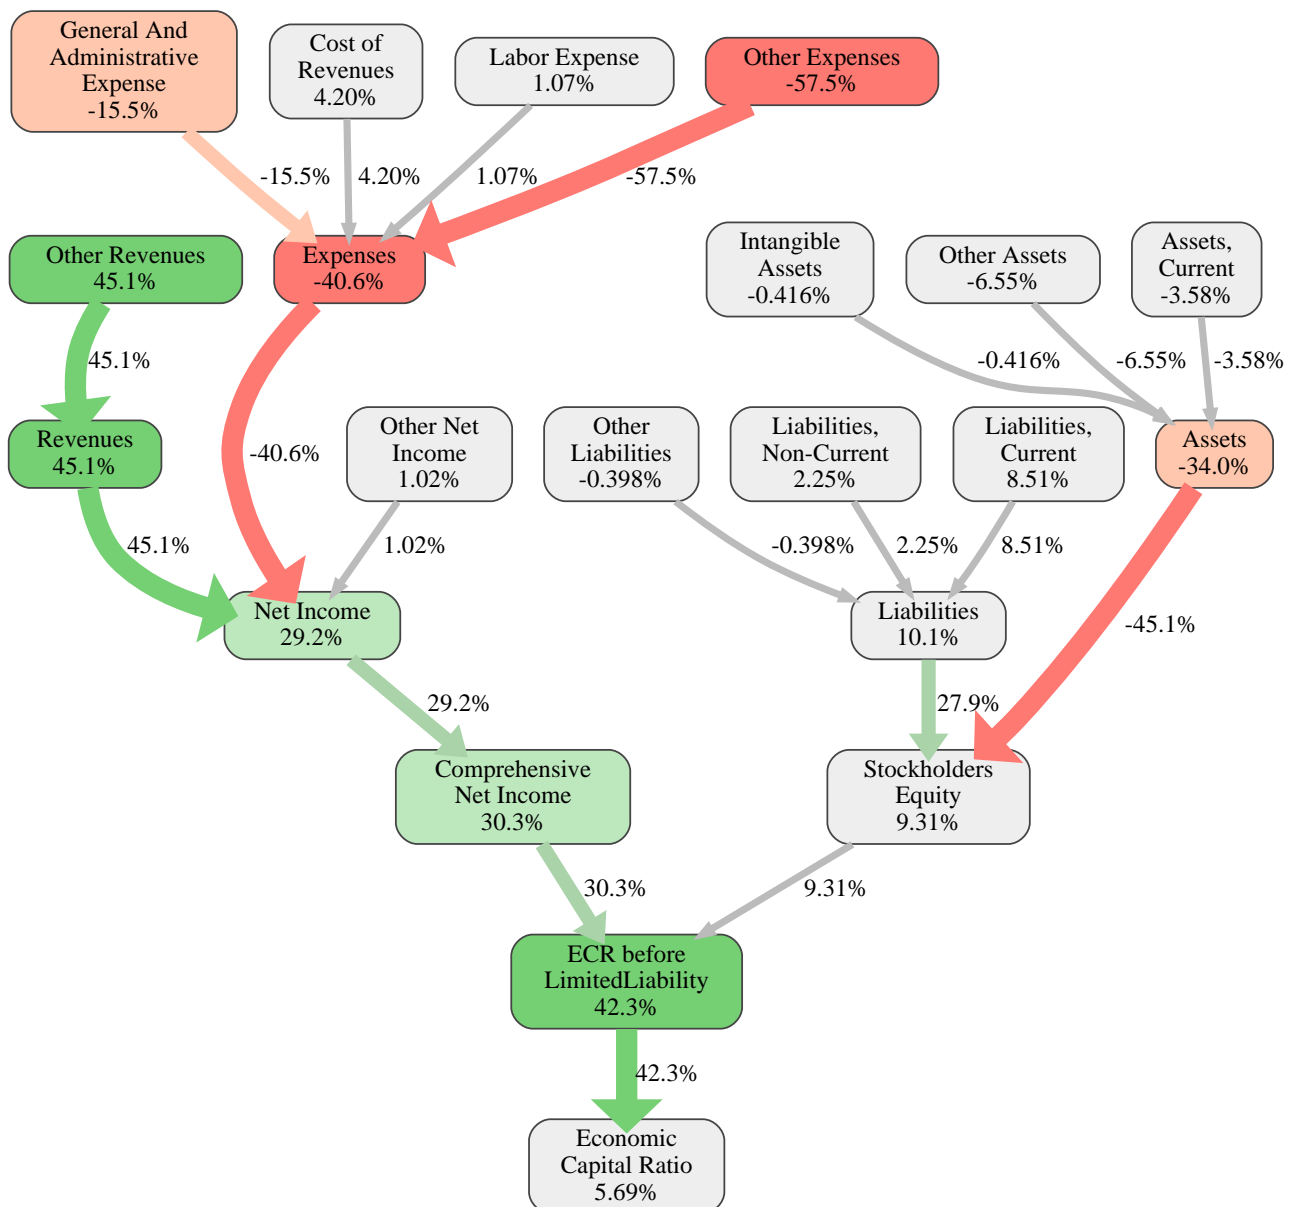 General And
Administrative
Expense
-15.5%
Cost of
Revenues
4.20%
Labor Expense
1.07%
Other Expenses
-57.5%
-15.5%
4.20%
1.07%
-57.5%
Other Revenues
45.1%
Expenses
-40.6%
Intangible
Assets
-0.416%
Other Assets
-6.55%
Assets,
Current
-3.58%
45.1%
-0.416%
-6.55%
-3.58%
Revenues
45.1%
-40.6%
Other Net
Income
1.02%
Other
Liabilities
-0.398%
Liabilities,
Non-Current
2.25%
Liabilities,
Current
8.51%
Assets
-34.0%
45.1%
1.02%
-0.398%
2.25%
8.51%
Net Income
29.2%
Liabilities
10.1%
-45.1%
29.2%
27.9%
Comprehensive
Net Income
30.3%
Stockholders
Equity
9.31%
30.3%
9.31%
ECR before
LimitedLiability
42.3%
42.3%
Economic
Capital Ratio
5.69%